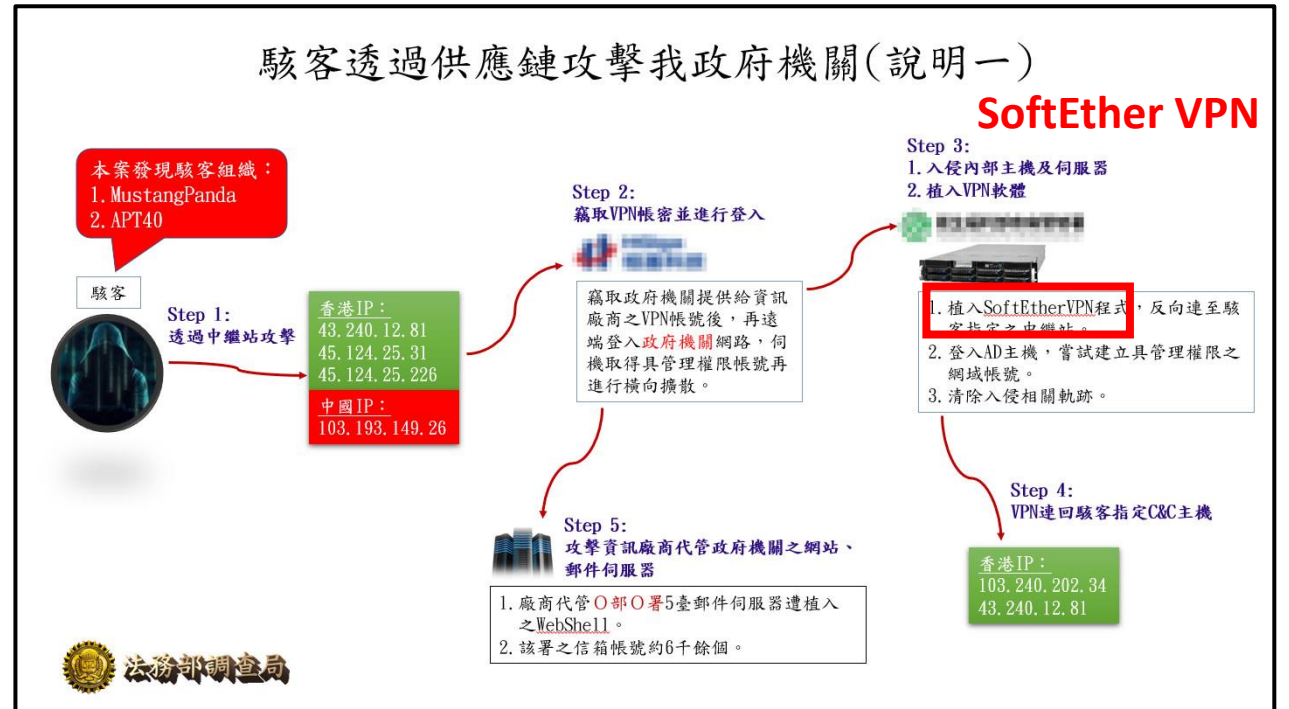 駭客透過供應鏈攻擊我政府機關(說明一)
SoftEther VPN
本案發現駭客組織：
1.MustangPanda
2.APT40
駭客
Step 1:
透過中繼站攻擊
香港IP：
43.240.12.81
45.124.25.31
45.124.25.226
中國IP：
103.193.149.26
Step 2:
竊取VPN帳密並進行登入
竊取政府機關提供給資訊
廠商之VPN帳號後，再遠
端登入政府機關網路，伺
機取得具管理權限帳號再
進行橫向擴散。
Step 3:
1.入侵內部主機及伺服器
2.植入VPN軟體
1.植入SoftEtherVPN程式，反向連至駭
客指定之中繼站。
2.登入AD主機，嘗試建立具管理權限之
網域帳號。
3.清除入侵相關軌跡。
Step 4:
VPN連回駭客指定C&C主機
香港IP：
103.240.202.34
43.240.12.81
Step 5:
攻擊資訊廠商代管政府機關之網站、
郵件伺服器
1.廠商代管O部O署5臺郵件伺服器遭植入
之WebShell。
2.該署之信箱帳號約6千餘個。
法務部調查局